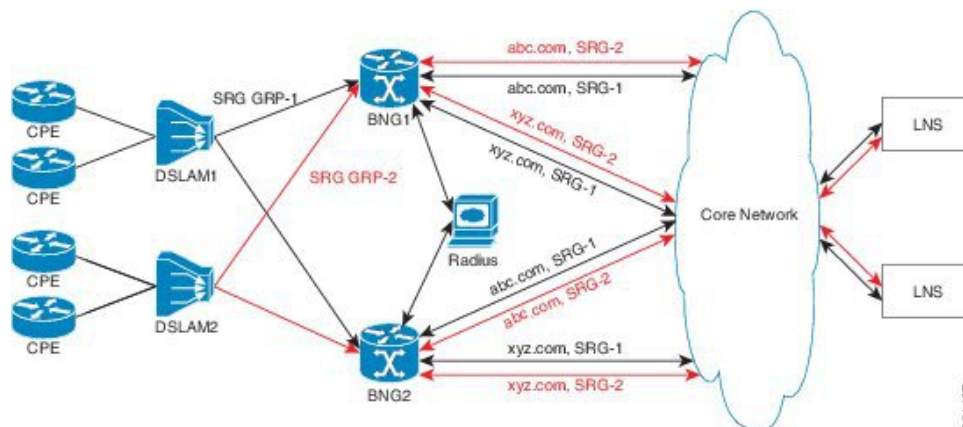 abc.com, SRG-2
abc.com, SRG-1
SRG GRP-1
BNG1
CPE
CPE
DSLAM1
xyz.com, SRG-2
xyz.com, SRG-1
LNS
SRG GRP-2
Core Network
Radius
CPE
CPE
DSLAM2
abc.com, SRG-1
abc.com, SRG-2
LNS
xyz.com, SRG-1
xyz.com, SRG-2
BNG2